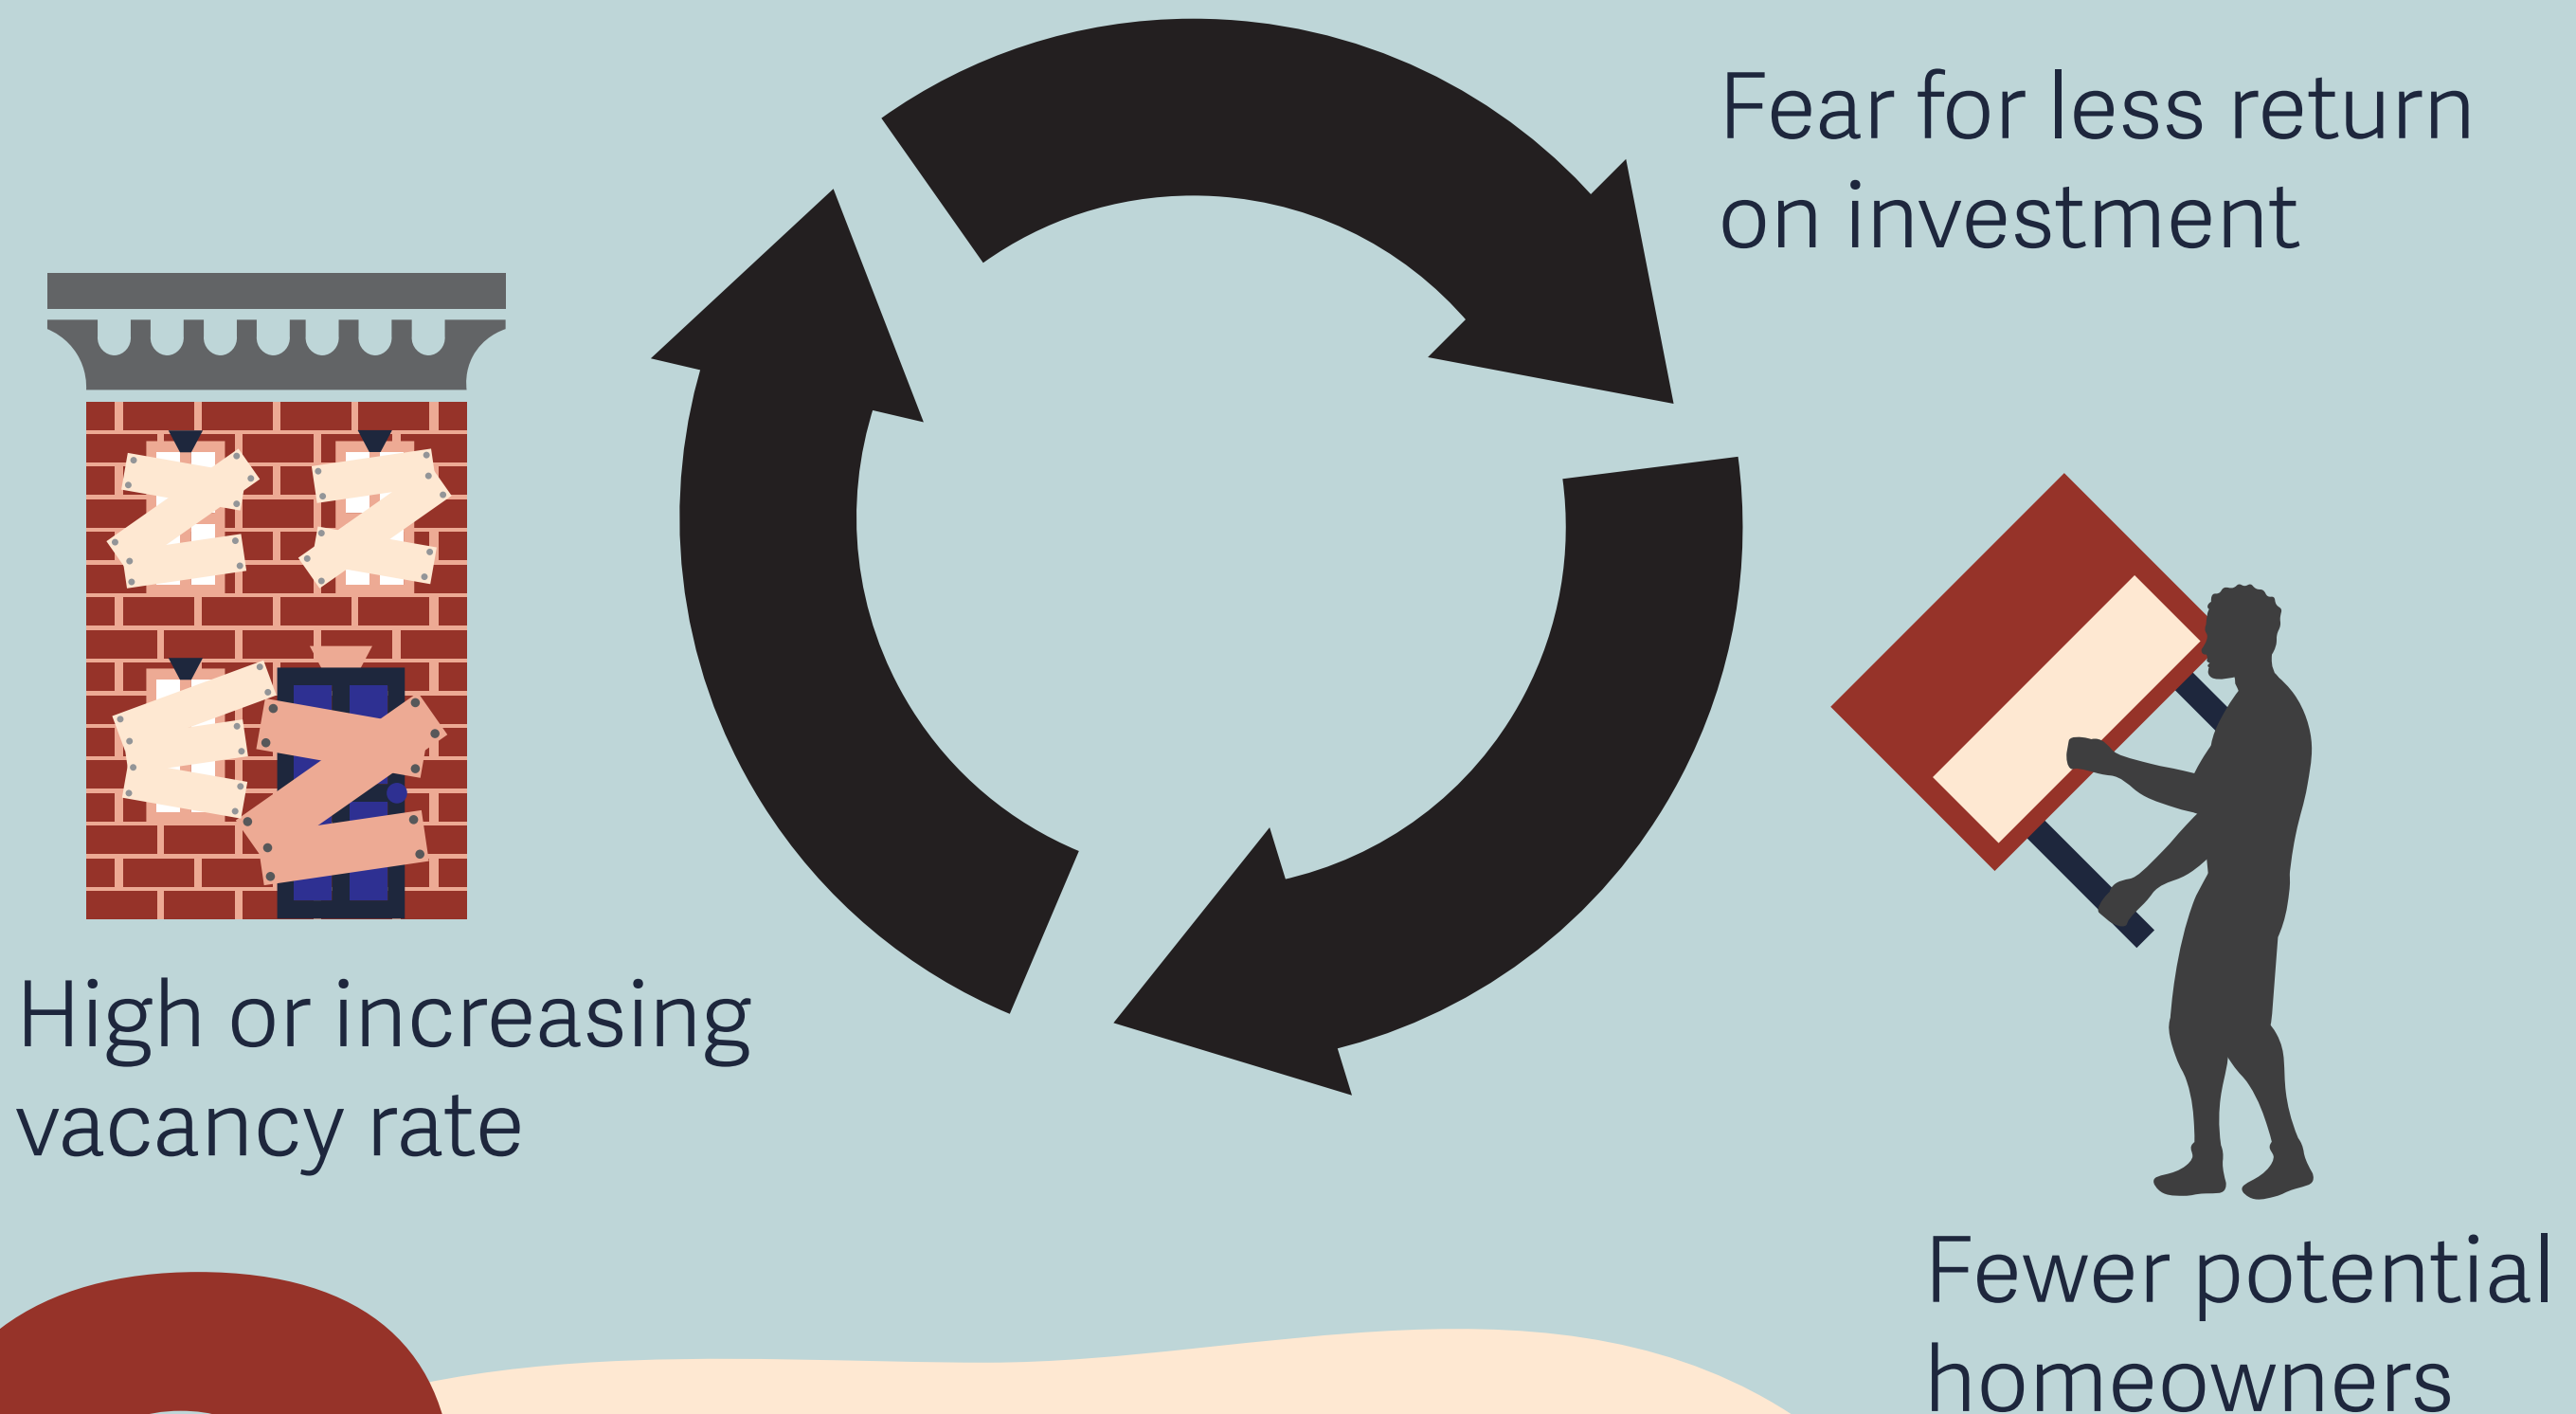 Fear for less return
on investment
High or increasing
vacancy rate
Fewer potential
homeowners